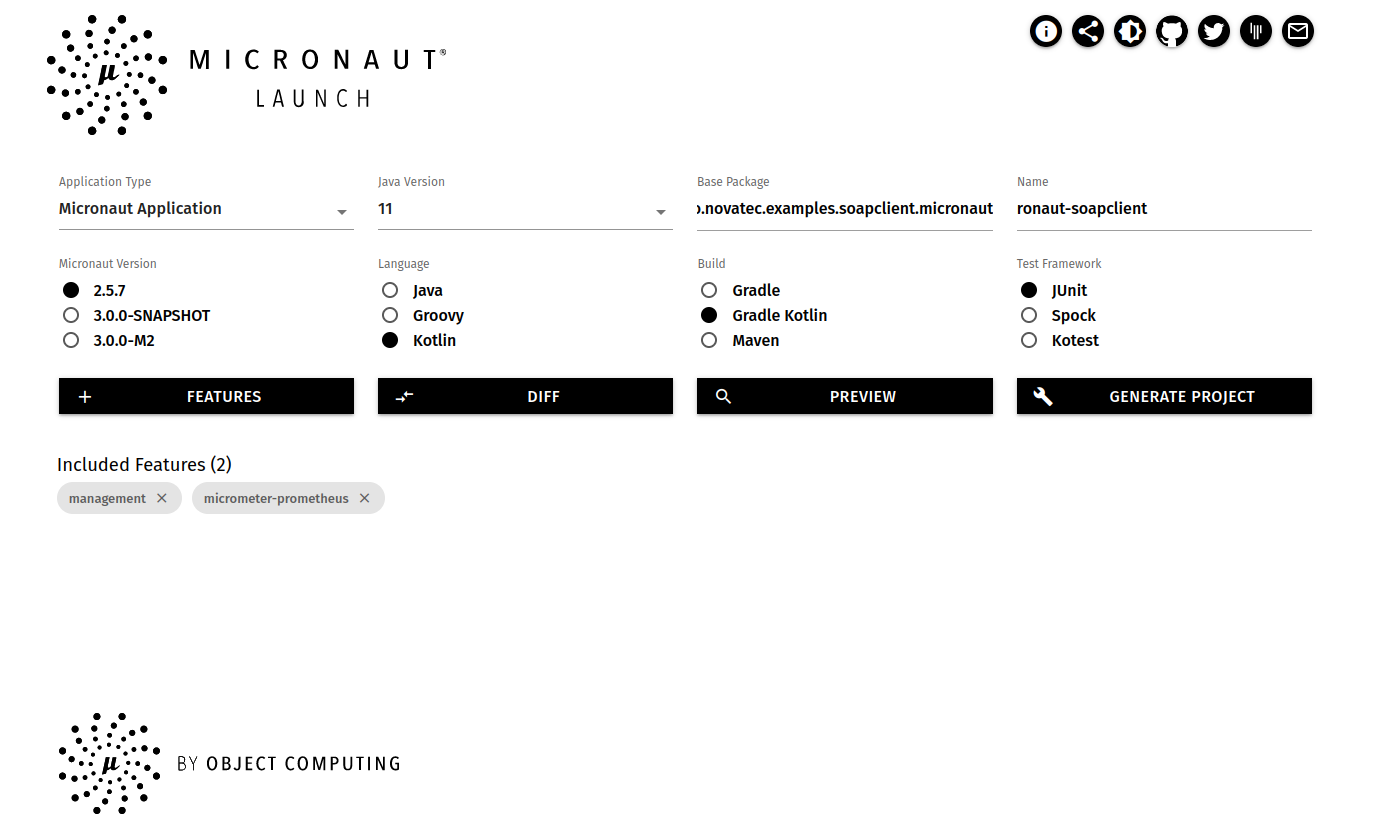 MICRONAUT®
LAUNCH
Application Type
Java Version
Base Package
Name
Micronaut Application
11
.novatec.examples.soapclient.micronaut
ronaut-soapclient
Micronaut Version
Language
Build
Test Framework
2.5.7
Java
Gradle
JUnit
3.0.0-SNAPSHOT
Groovy
Gradle Kotlin
Spock
3.0.0-M2
Kotlin
Maven
Kotest
FEATURES
DIFF
PREVIEW
GENERATE PROJECT
Included Features (2)
management
micrometer-prometheus
μ
BY OBJECT COMPUTING